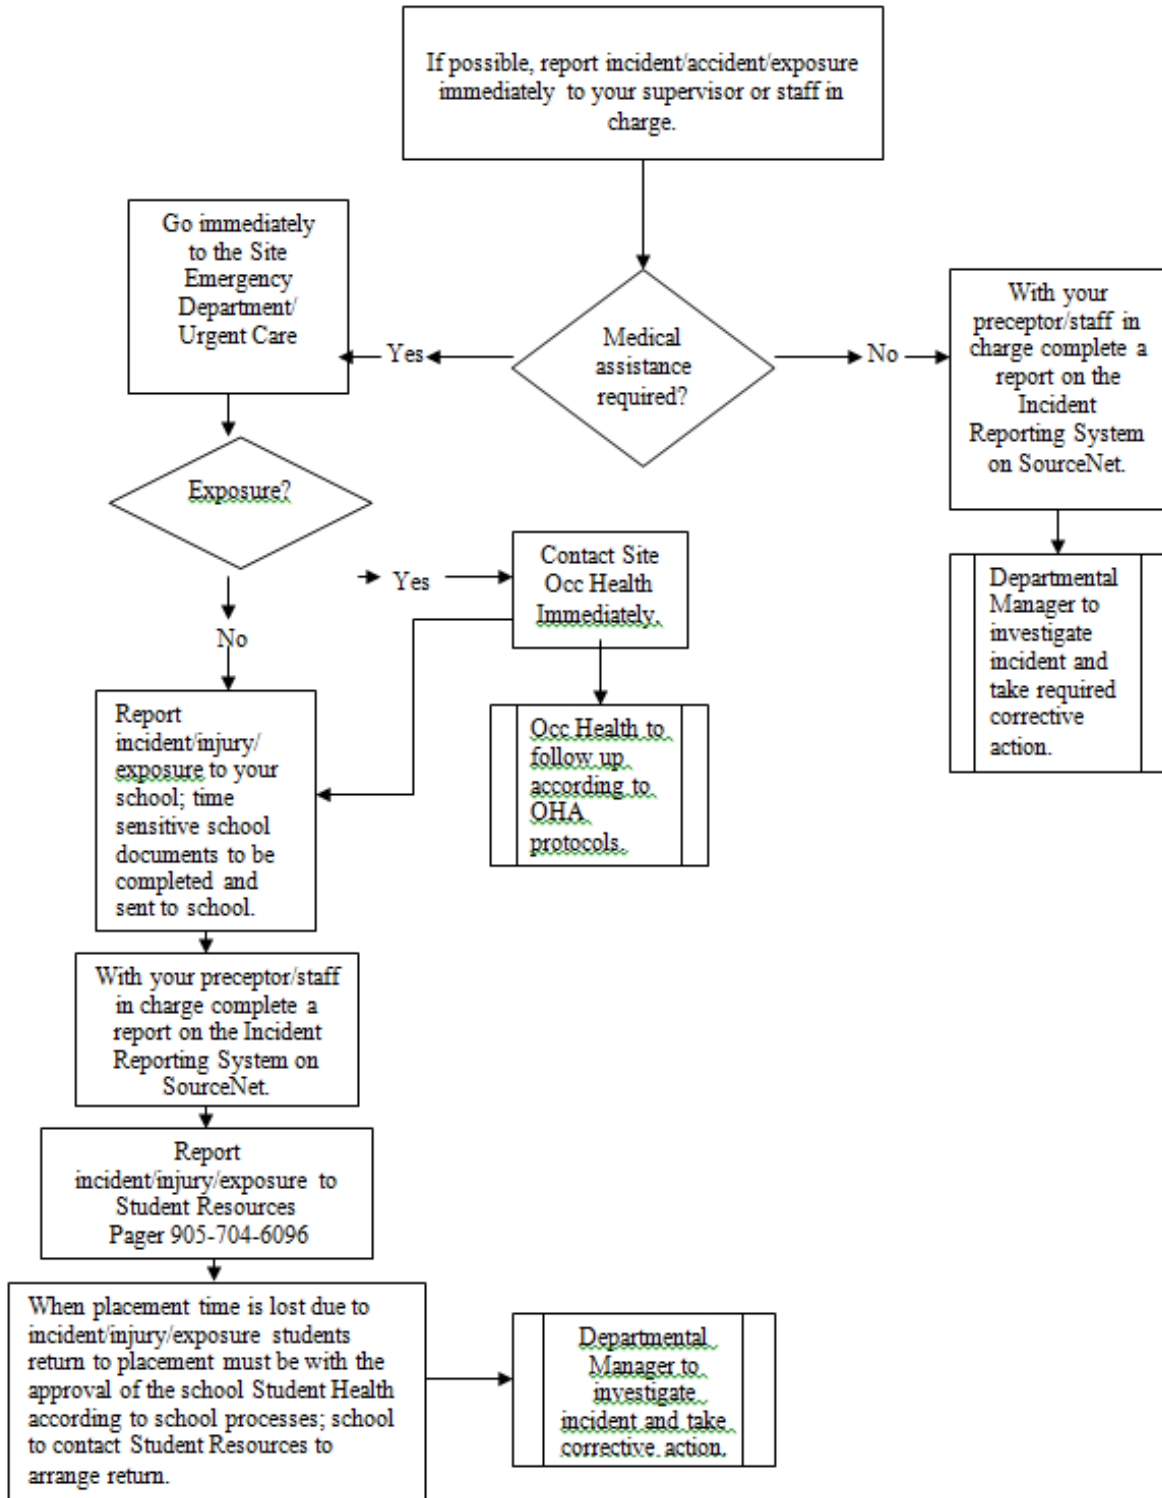 If possible, report incident/accident/exposure
immediately to your supervisor or staff in
charge.
Go immediately
to the Site
Emergency
Department/
Urgent Care
Yes
Medical
assistance
required?
No
With your
preceptor/staff in
charge complete a
report on the
Incident
Reporting System
on SourceNet.
Exposure?
Yes
Contact Site
Occ Health
Immediately.
Departmental
Manager to
investigate
incident and
take required
corrective
action.
No
Report
incident/injury/
exposure to your
school; time
sensitive school
documents to be
completed and
sent to school.
Occ Health to
follow up
according to
OHA
protocols.
With your preceptor/staff
in charge complete a
report on the Incident
Reporting System on
SourceNet.
Report
incident/injury/exposure to
Student Resources
Pager 905-704-6096
When placement time is lost due to
incident/injury/exposure students
return to placement must be with the
approval of the school Student Health
according to school processes; school
to contact Student Resources to
arrange return.
Departmental
Manager to
investigate
incident and take
corrective action.